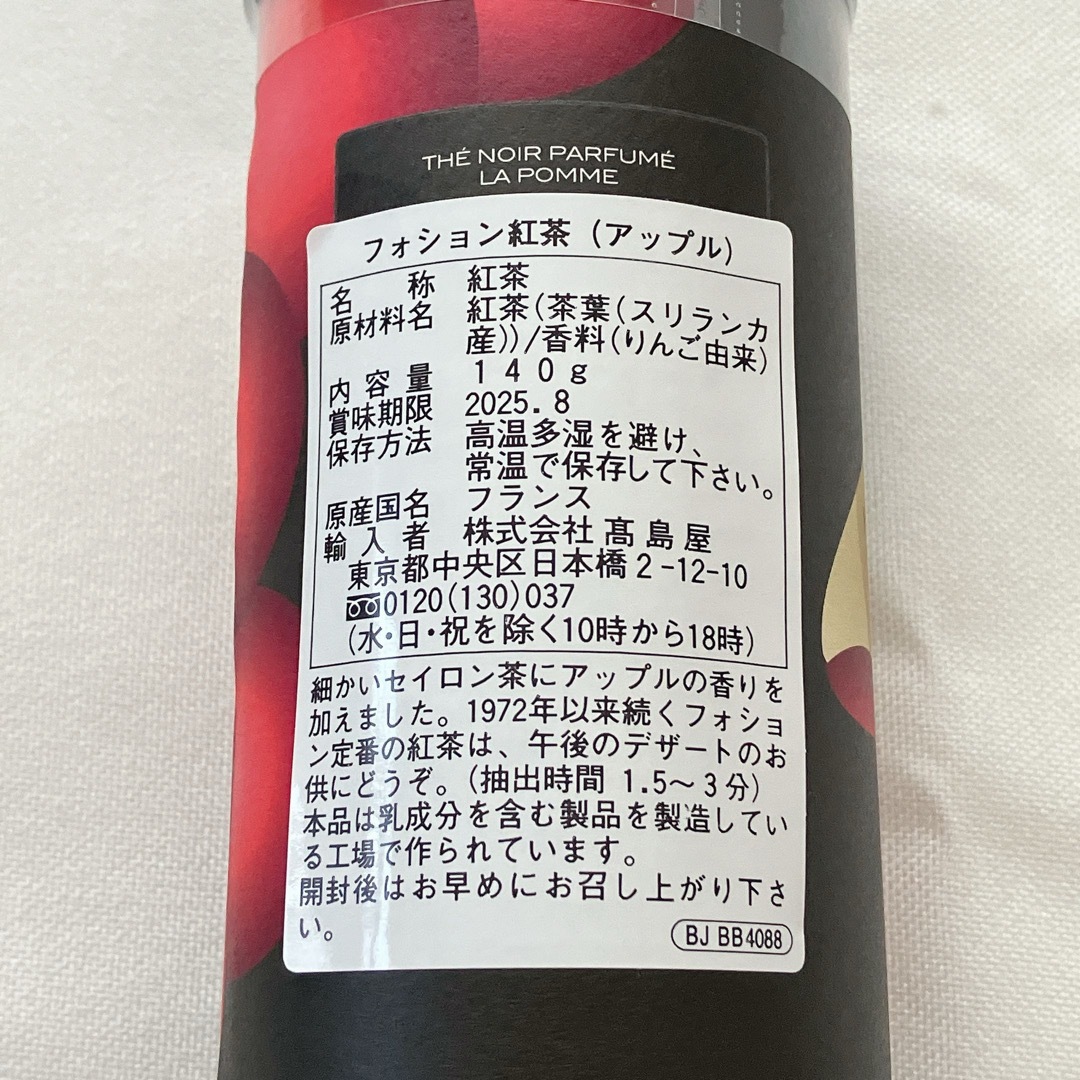 THÉ NOIR PARFUMÉ
LA POMME
フォション紅茶（アップル）
名称 紅茶
原材料名 紅茶（茶葉（スリランカ
産））/香料（りんご由来）
内容量 １４０ｇ
賞味期限 2025.8
保存方法 高温多湿を避け、
常温で保存して下さい。
原産国名 フランス
輸入者 株式会社 髙島屋
東京都中央区日本橋2-12-10
0120(130)037
(水・日・祝を除く10時から18時)
細かいセイロン茶にアップルの香りを
加えました。1972年以来続くフォショ
ン定番の紅茶は、午後のデザートのお
供にどうぞ。(抽出時間 1.5～3分)
本品は乳成分を含む製品を製造してい
る工場で作られています。
開封後はお早めにお召し上がり下さ
い。
BJ BB4088